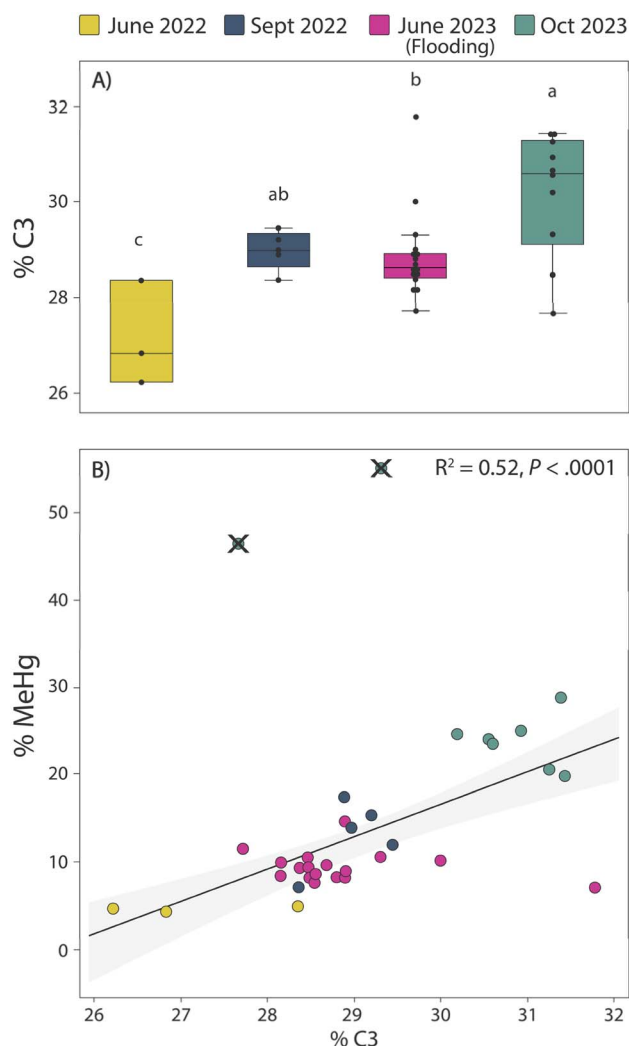 June 2022 Sept 2022 June 2023 Oct 2023
(Flooding)
A)
b
a
ab
c
32
30
28
26
% C3
B)
R² = 0.52, P < .0001
50
40
30
20
10
0
% MeHg
26 27 28 29 30 31 32
% C3